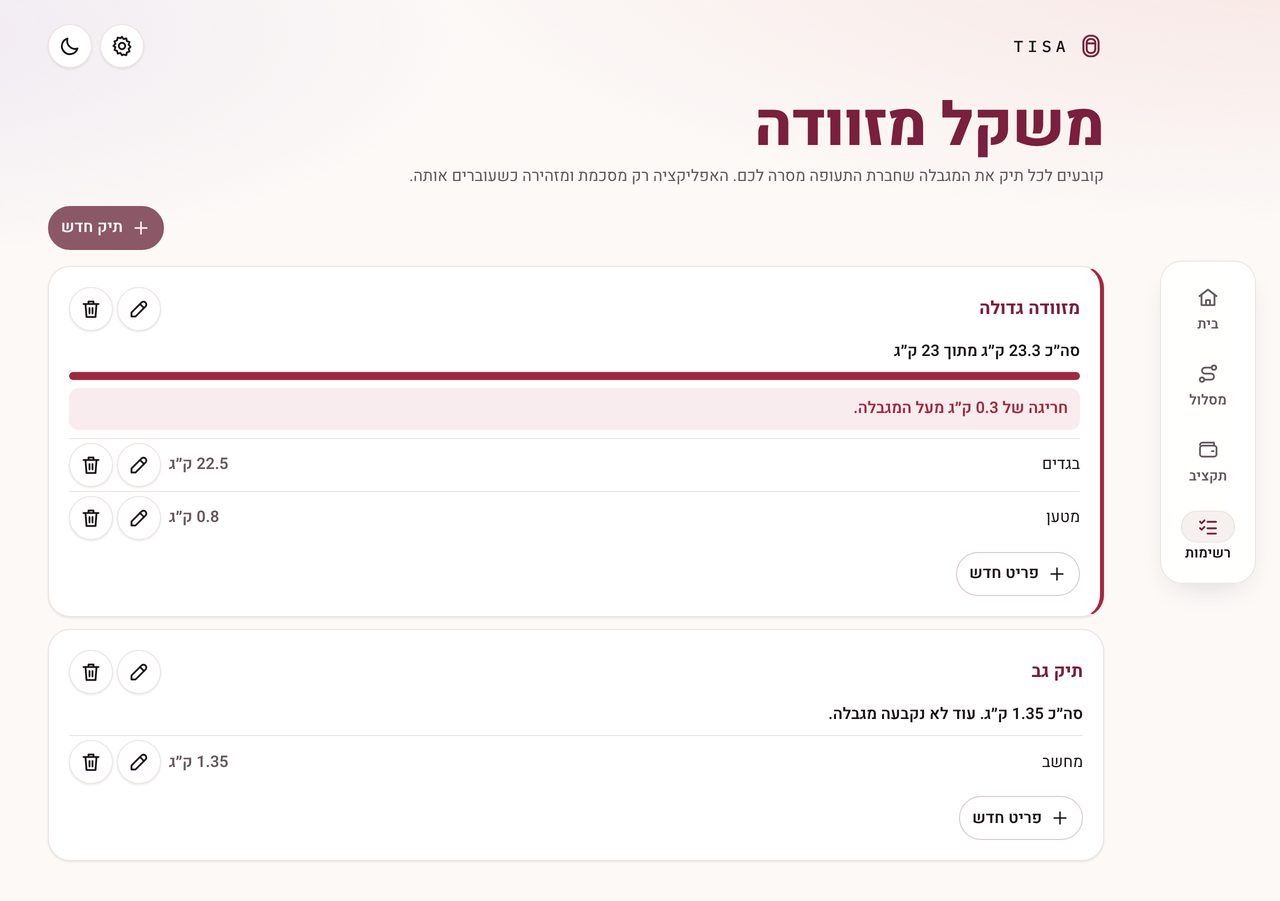 TISA
משקל מזוודה
קובעים לכל תיק את המגבלה שחברת התעופה מסרה לכם. האפליקציה רק מסכמת ומזהירה כשעוברים אותה.
תיק חדש
מזוודה גדולה
סה״כ 23.3 ק״ג מתוך 23 ק״ג
חריגה של 0.3 ק״ג מעל המגבלה.
בגדים 22.5 ק״ג
מטען 0.8 ק״ג
פריט חדש
תיק גב
סה״כ 1.35 ק״ג. עוד לא נקבעה מגבלה.
מחשב 1.35 ק״ג
פריט חדש
בית
מסלול
תקציב
רשימות